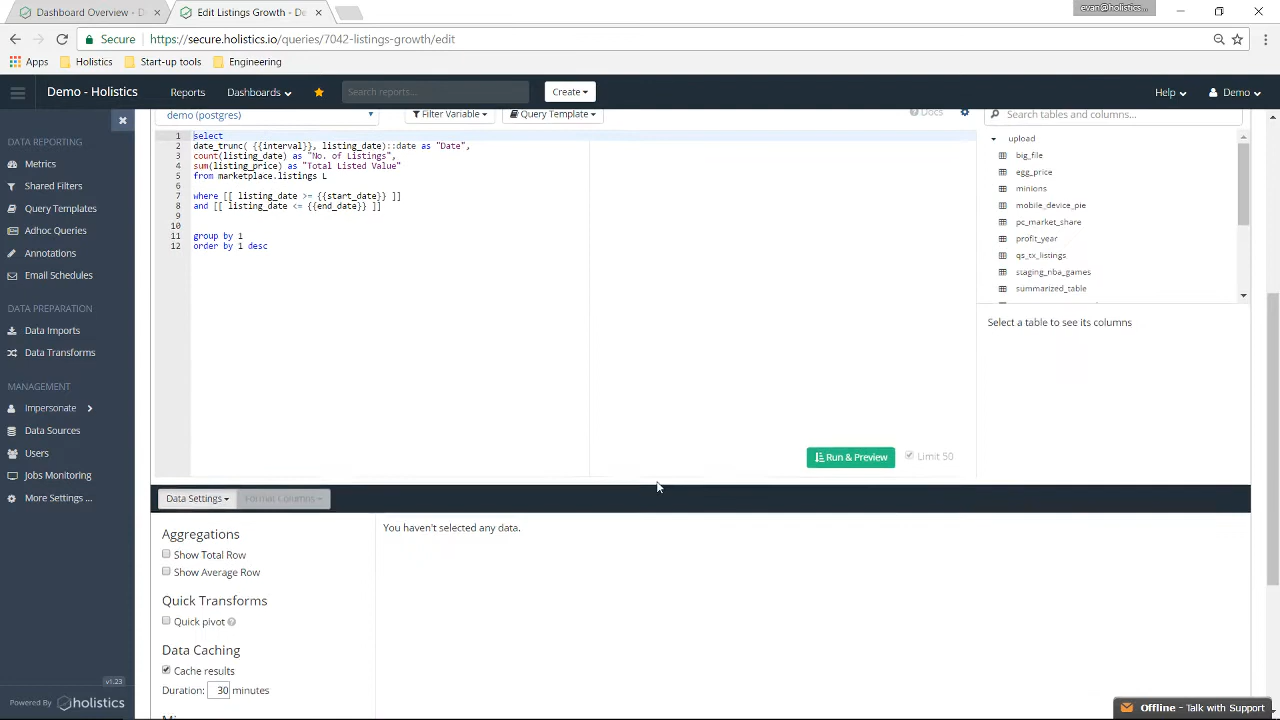 Dashboard Overview - De
Edit Listings Growth - Den
evan@holistics...
Secure
https://secure.holistics.io/queries/7042-listings-growth/edit
Apps
Holistics
Start-up tools
Engineering
Demo - Holistics
Reports
Dashboards
Search reports...
Create
Help
Demo
DATA REPORTING
Metrics
Shared Filters
Query Templates
Adhoc Queries
Annotations
Email Schedules
DATA PREPARATION
Data Imports
Data Transforms
MANAGEMENT
Impersonate
Data Sources
Users
Jobs Monitoring
More Settings ...
v1.23
Powered By holistics
demo (postgres)
Filter Variable
Query Template
Docs
1 select
2 date_trunc( {{interval}}, listing_date)::date as "Date",
3 count(listing_date) as "No. of Listings",
4 sum(listing_price) as "Total Listed Value"
5 from marketplace.listings L
6
7 where [[ listing_date >= {{start_date}} ]]
8 and [[ listing_date <= {{end_date}} ]]
9
10
11 group by 1
12 order by 1 desc
Run & Preview
Limit 50
Search tables and columns...
upload
big_file
egg_price
minions
mobile_device_pie
pc_market_share
profit_year
qs_tx_listings
staging_nba_games
summarized_table
Select a table to see its columns
Data Settings
Format Columns
Aggregations
Show Total Row
Show Average Row
Quick Transforms
Quick pivot
Data Caching
Cache results
Duration: 30 minutes
You haven't selected any data.
Offline - Talk with Support